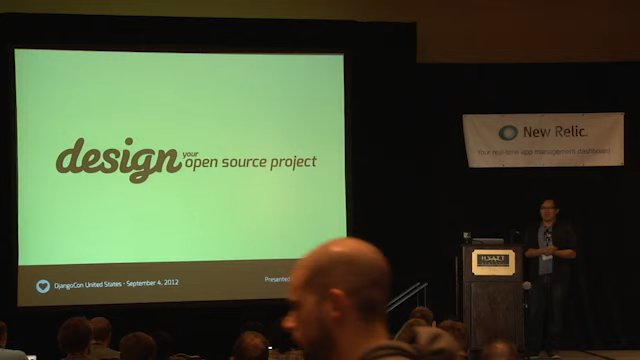 design your open source project
DjangoCon United States - September 4, 2012
Presented
New Relic.
Your real-time app management dashboard
HYATT